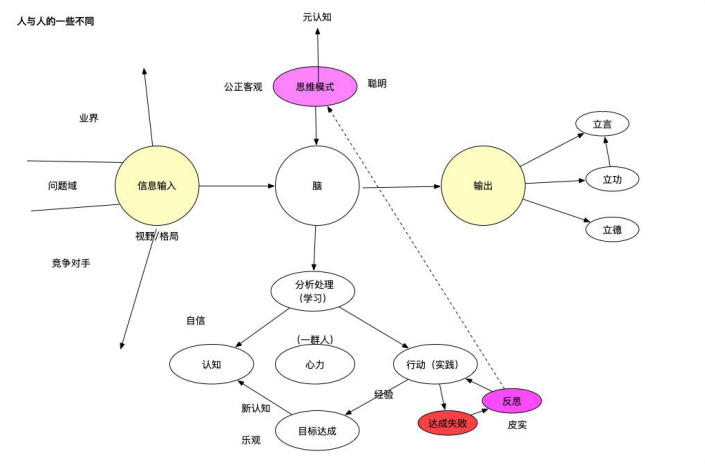 人与人的一些不同
元认知
公正客观
思维模式
聪明
业界
立言
问题域
信息输入
脑
输出
立功
视野/格局
立德
竞争对手
分析处理
(学习)
自信
(一群人)
认知
心力
行动（实践）
经验
新认知
反思
乐观
目标达成
达成失败
皮实